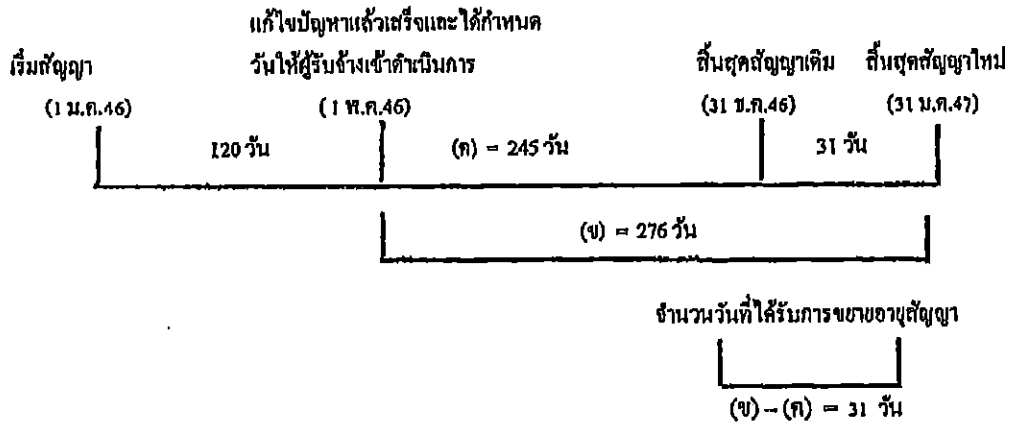 แก้ไขปัญหาแล้วเสร็จและได้กำหนด
เริ่มสัญญา วันให้ผู้รับจ้างเข้าดำเนินการ สิ้นสุดสัญญาเดิม สิ้นสุดสัญญาใหม่
(1 ม.ค.46) (1 พ.ค.46) (31 ธ.ค.46) (31 ม.ค.47)
120 วัน (ก) = 245 วัน 31 วัน
(ข) = 276 วัน
จำนวนวันที่ได้รับการขยายอายุสัญญา
(ข) – (ก) = 31 วัน